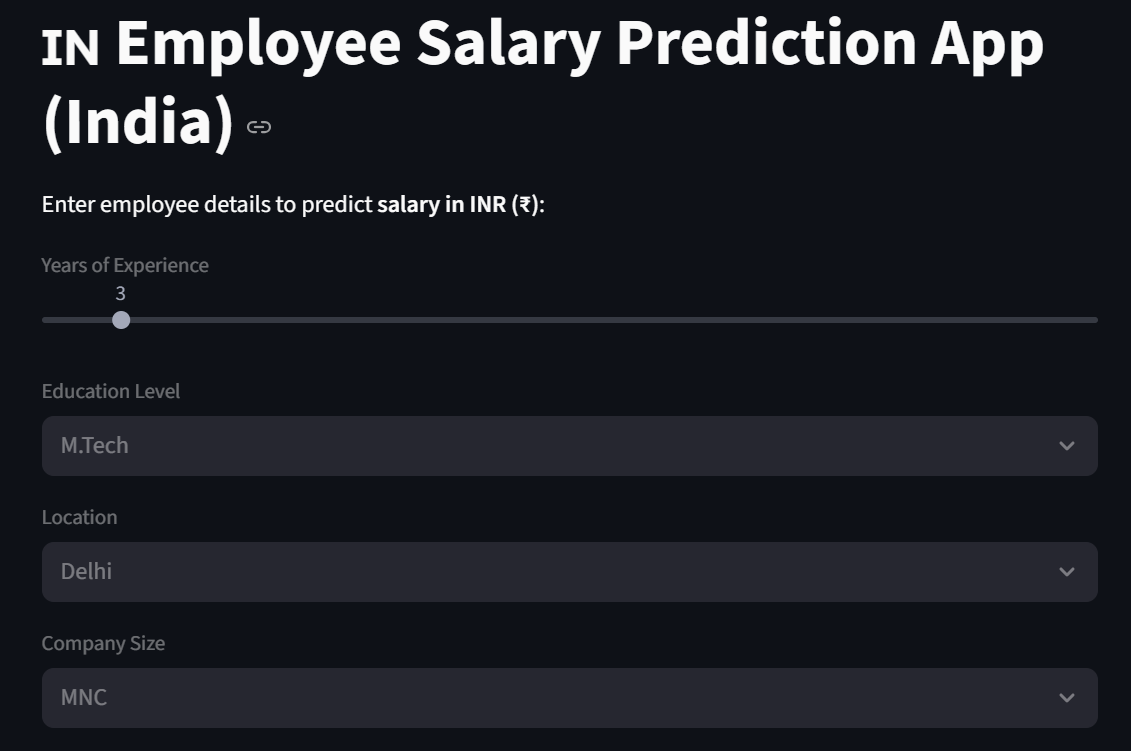 IN Employee Salary Prediction App
(India)
Enter employee details to predict salary in INR (₹):
Years of Experience
3
Education Level
M.Tech
Location
Delhi
Company Size
MNC